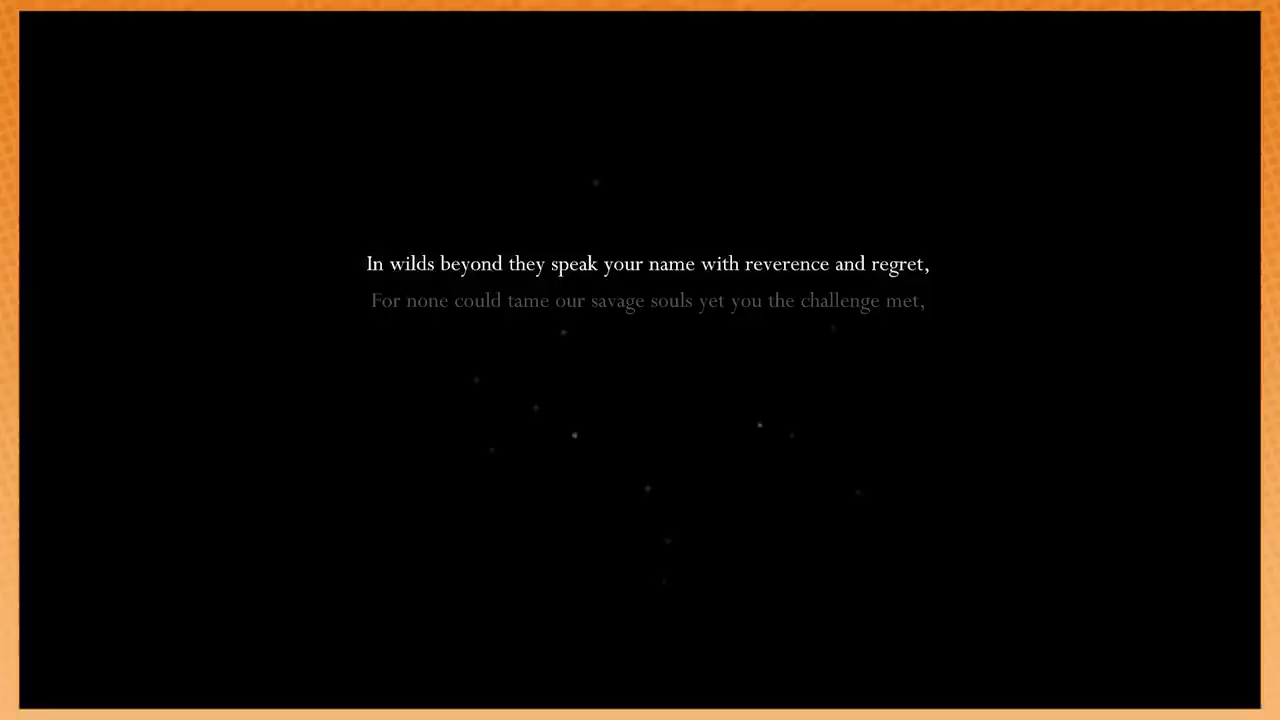 In wilds beyond they speak your name with reverence and regret,
For none could tame our savage souls yet you the challenge met,